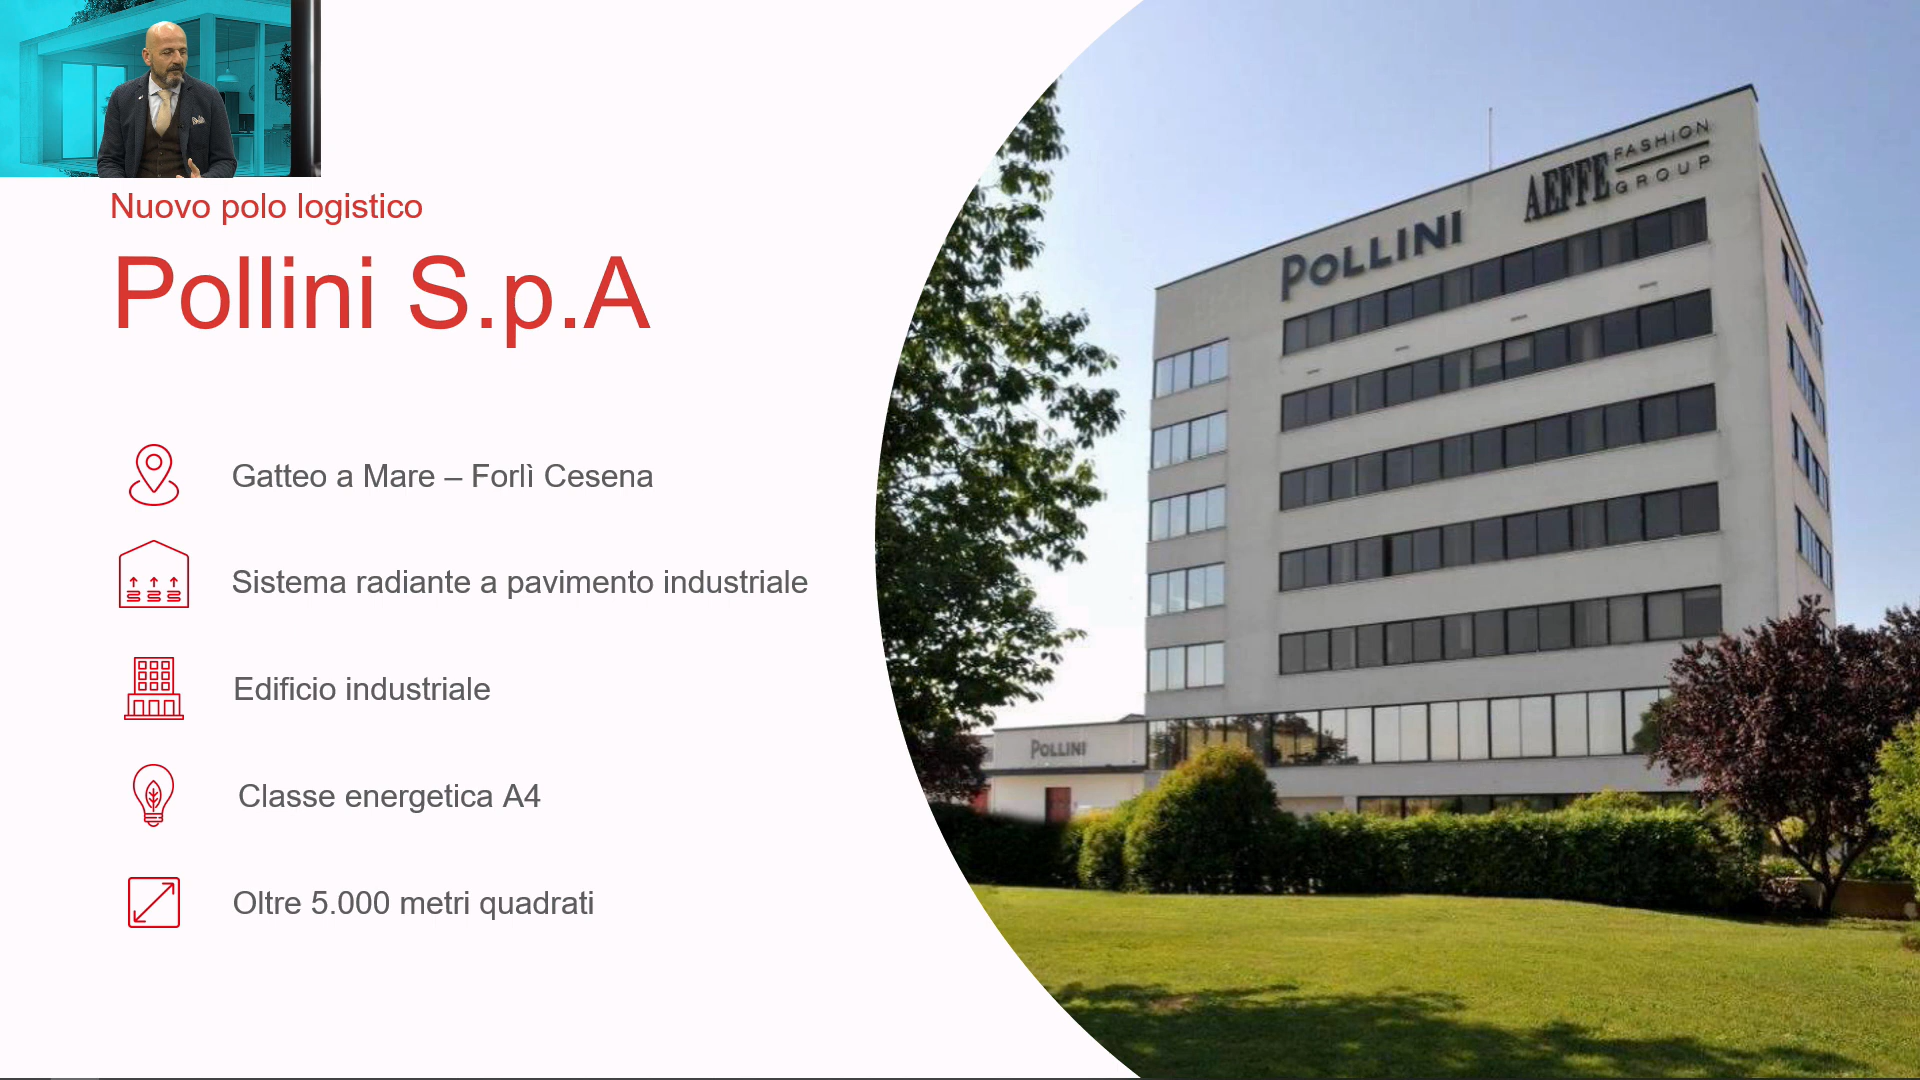 Nuovo polo logistico
Pollini S.p.A
Gatteo a Mare – Forlì Cesena
Sistema radiante a pavimento industriale
Edificio industriale
Classe energetica A4
Oltre 5.000 metri quadrati
POLLINI
AEFFE FASHION GROUP
POLLINI